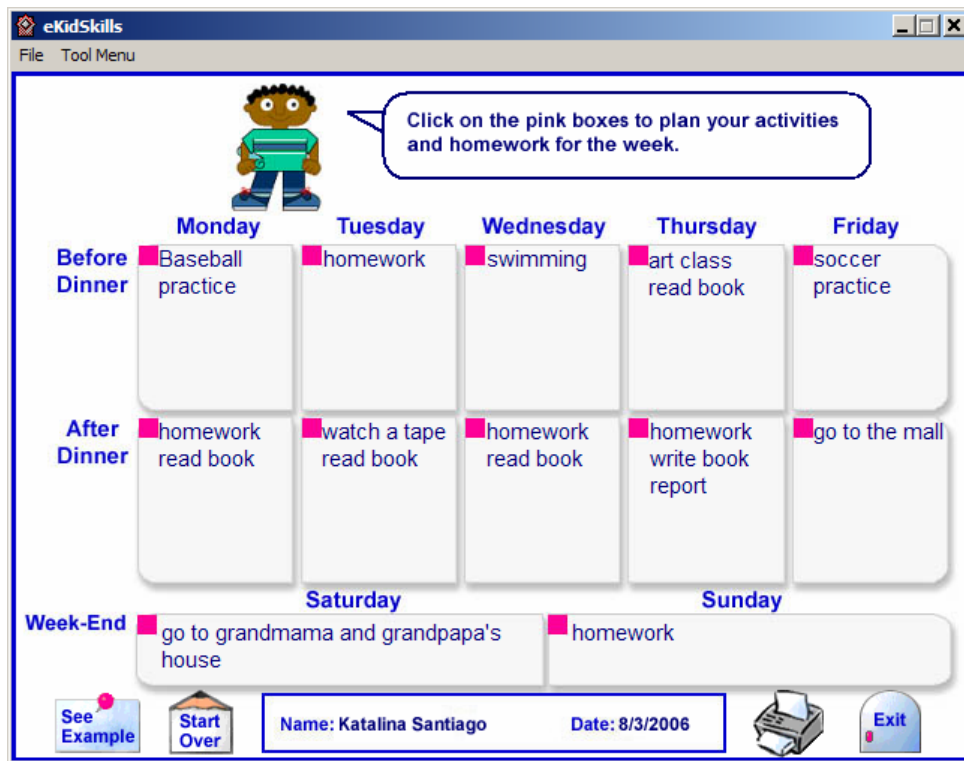 eKidSkills
File Tool Menu
Click on the pink boxes to plan your activities
and homework for the week.
Monday Tuesday Wednesday Thursday Friday
Before
Dinner
Baseball
practice
homework
swimming
art class
read book
soccer
practice
After
Dinner
homework
read book
watch a tape
read book
homework
read book
homework
write book
report
go to the mall
Saturday Sunday
Week-End
go to grandmama and grandpapa's
house
homework
See
Example
Start
Over
Name: Katalina Santiago Date: 8/3/2006
Exit